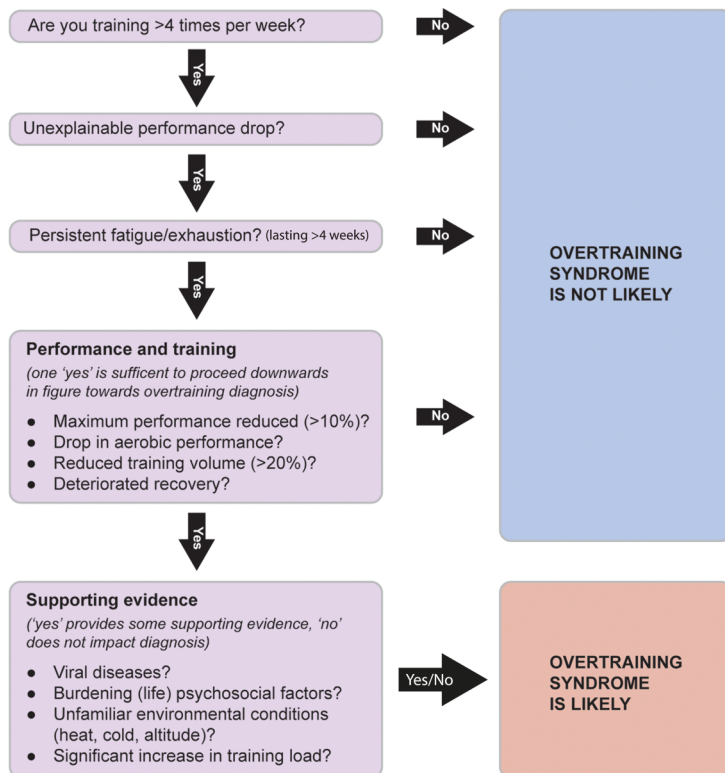 Are you training >4 times per week?
No
Yes
Unexplainable performance drop?
No
Yes
Persistent fatigue/exhaustion? (lasting >4 weeks)
No
Yes
OVERTRAINING
SYNDROME
IS NOT LIKELY
Performance and training
(one ‘yes’ is sufficent to proceed downwards
in figure towards overtraining diagnosis)
● Maximum performance reduced (>10%)?
● Drop in aerobic performance?
● Reduced training volume (>20%)?
● Deteriorated recovery?
No
Yes
Supporting evidence
(‘yes’ provides some supporting evidence, ‘no’
does not impact diagnosis)
● Viral diseases?
● Burdening (life) psychosocial factors?
● Unfamiliar environmental conditions
(heat, cold, altitude)?
● Significant increase in training load?
Yes/No
OVERTRAINING
SYNDROME
IS LIKELY